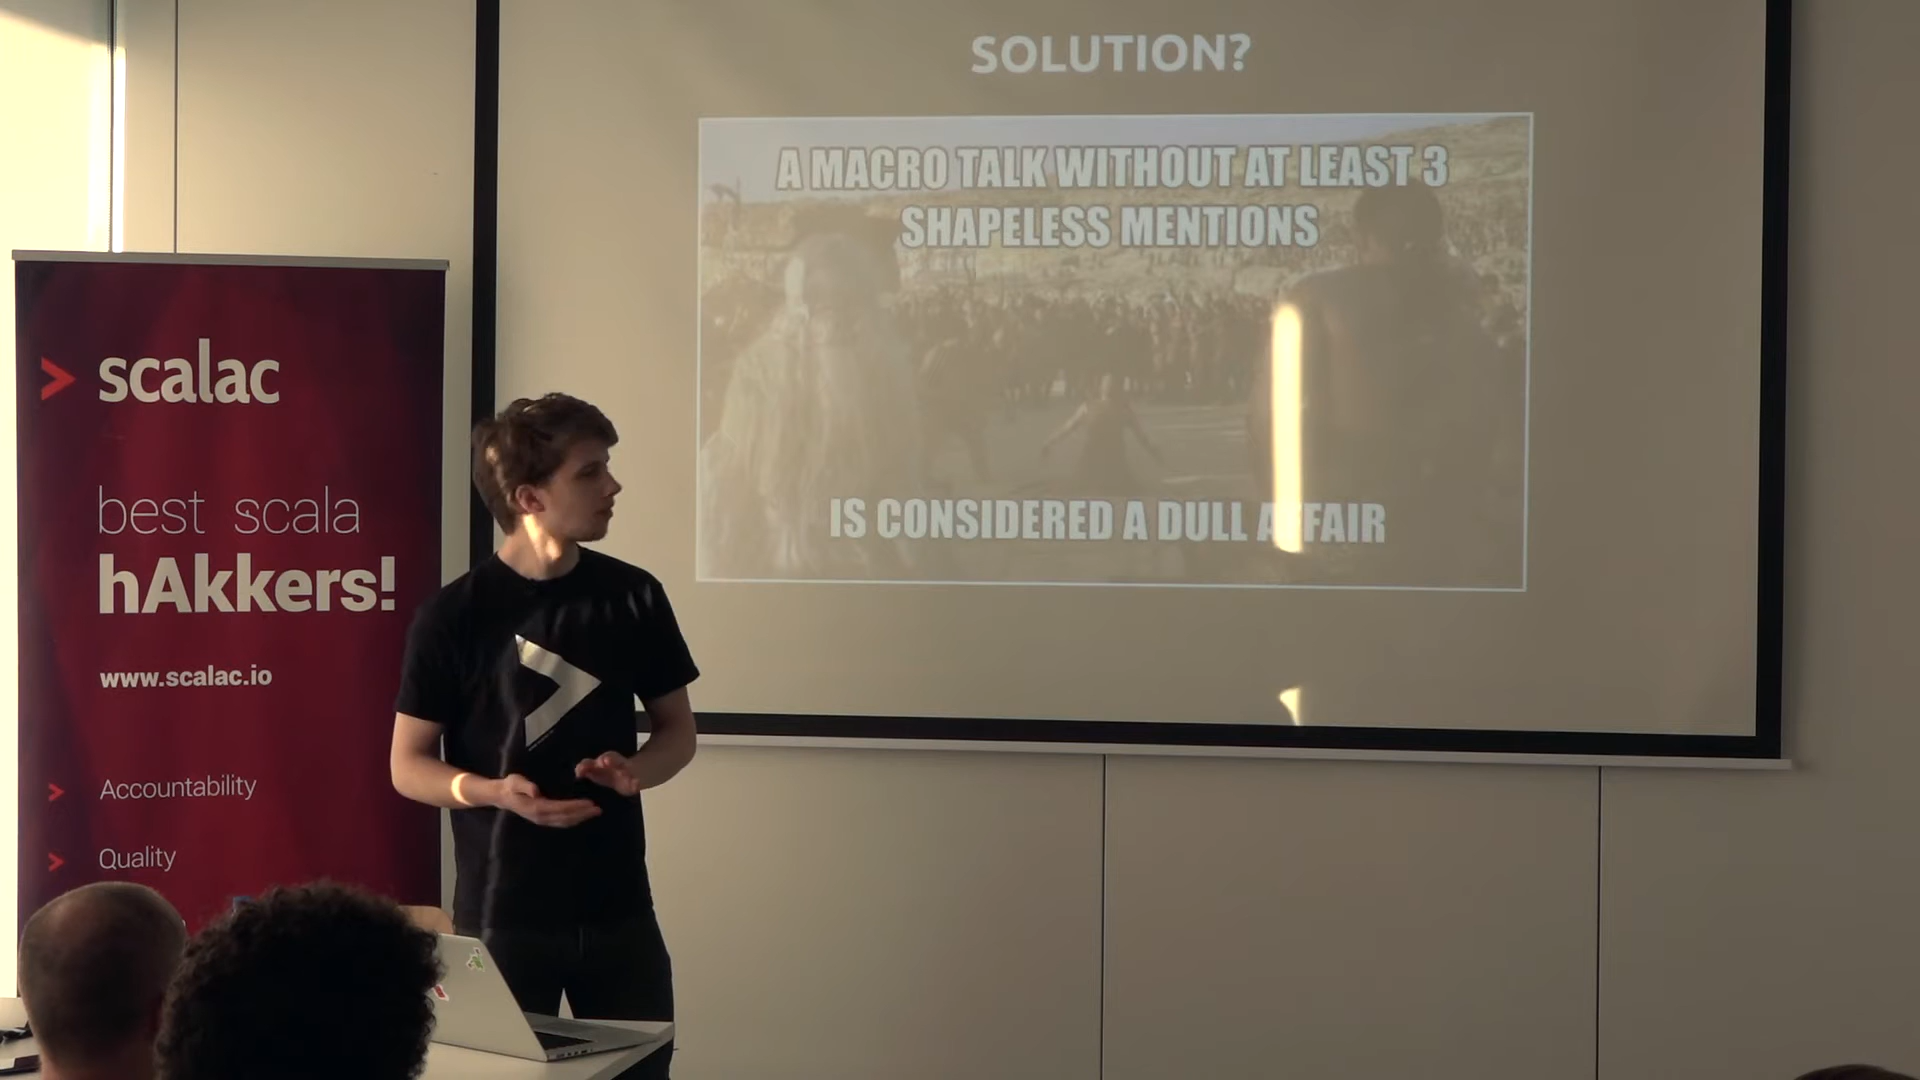 SOLUTION?
A MACRO TALK WITHOUT AT LEAST 3
SHAPELESS MENTIONS
IS CONSIDERED A DULL AFFAIR
scalac
best scala
hAkkers!
www.scalac.io
Accountability
Quality